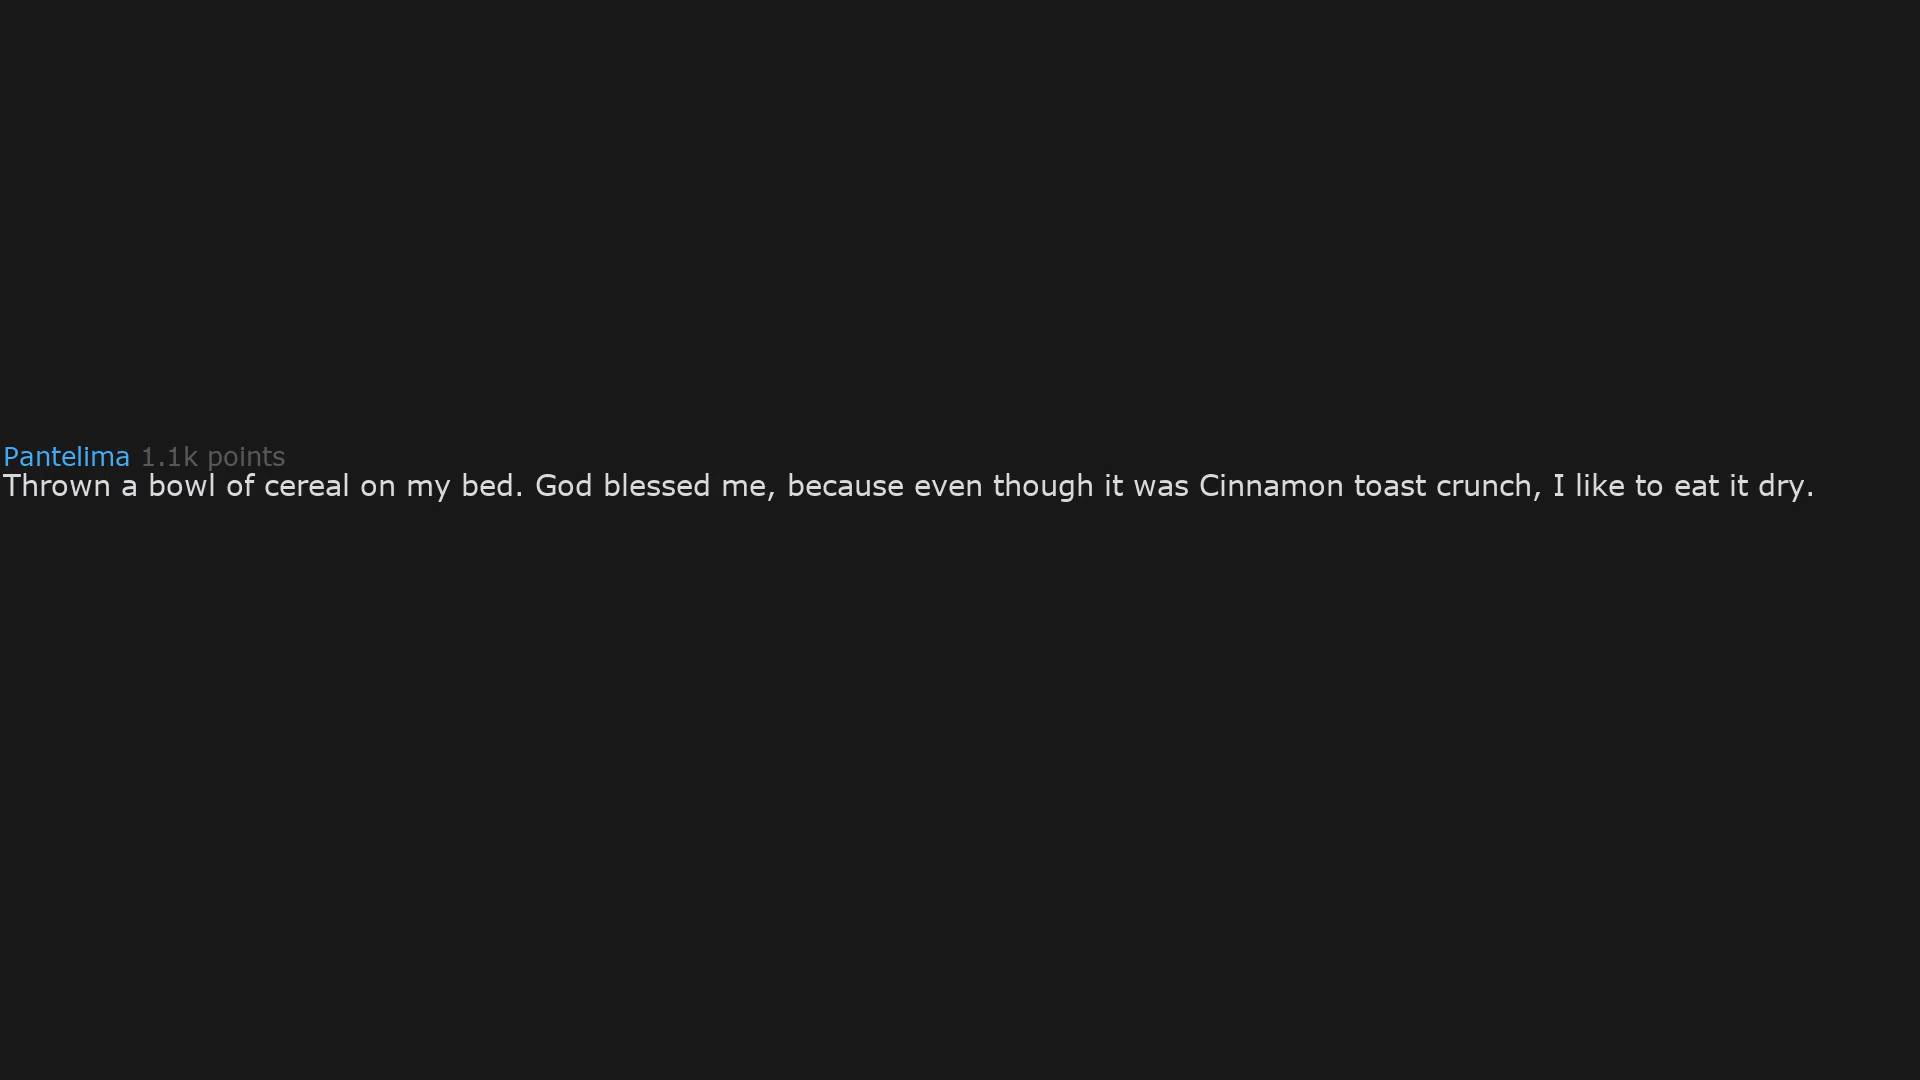 Pantelima 1.1k points
Thrown a bowl of cereal on my bed. God blessed me, because even though it was Cinnamon toast crunch, I like to eat it dry.